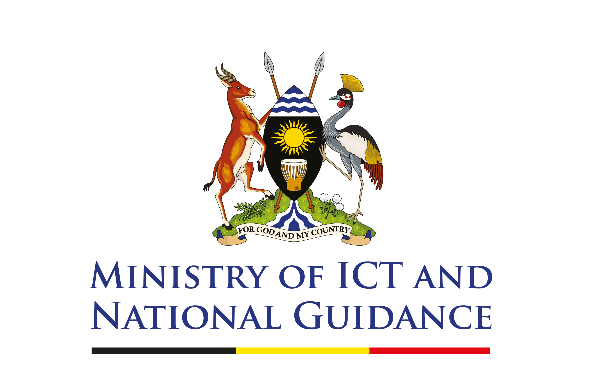 FOR GOD AND MY COUNTRY
MINISTRY OF ICT AND
NATIONAL GUIDANCE